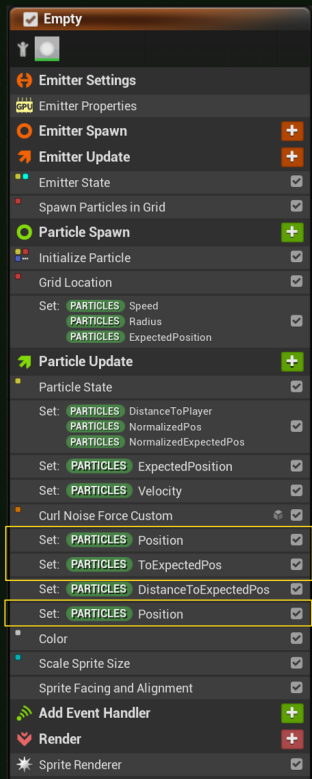 Empty
Emitter Settings
GPU Emitter Properties
Emitter Spawn
Emitter Update
Emitter State
Spawn Particles in Grid
Particle Spawn
Initialize Particle
Grid Location
Set: PARTICLES Speed
PARTICLES Radius
PARTICLES ExpectedPosition
Particle Update
Particle State
Set: PARTICLES DistanceToPlayer
PARTICLES NormalizedPos
PARTICLES NormalizedExpectedPos
Set: PARTICLES ExpectedPosition
Set: PARTICLES Velocity
Curl Noise Force Custom
Set: PARTICLES Position
Set: PARTICLES ToExpectedPos
Set: PARTICLES DistanceToExpectedPos
Set: PARTICLES Position
Color
Scale Sprite Size
Sprite Facing and Alignment
Add Event Handler
Render
Sprite Renderer